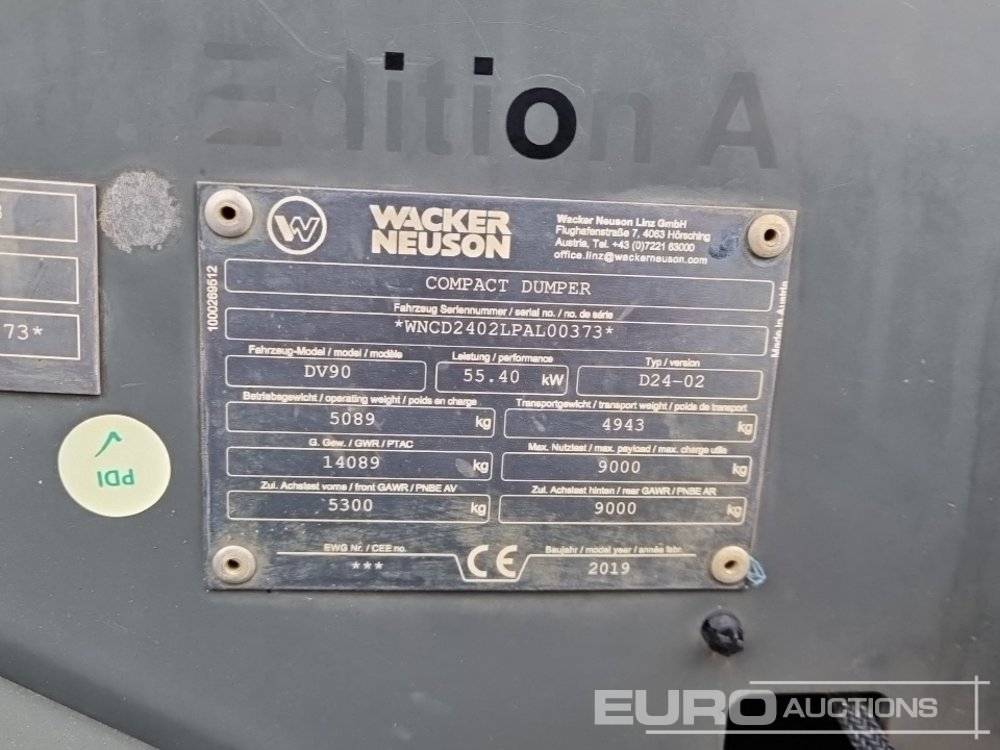 Edition A
3
73*
PDI
W
WACKER
NEUSON
Wacker Neuson Linz GmbH
Flughafenstraße 7, 4063 Hörsching
Austria, Tel. +43 (0)7221 63000
office.linz@wackerneuson.com
1000269512
Made in Austria
COMPACT DUMPER
Fahrzeug Seriennummer / serial no. / no. de série
*WNCD2402LPAL00373*
Fahrzeug-Model / model / modèle Leistung / performance Typ / version
DV90 55.40 kW D24-02
Betriebsgewicht / operating weight / poids en charge Transportgewicht / transport weight / poids de transport
5089 kg 4943 kg
G. Gew. / GWR / PTAC Max. Nutzlast / max. payload / max. charge utile
14089 kg 9000 kg
Zul. Achslast vorne / front GAWR / PNBE AV Zul. Achslast hinten / rear GAWR / PNBE AR
5300 kg 9000 kg
EWG Nr. / CEE no. CE Baujahr / model year / année fabr.
*** 2019
EURO AUCTIONS